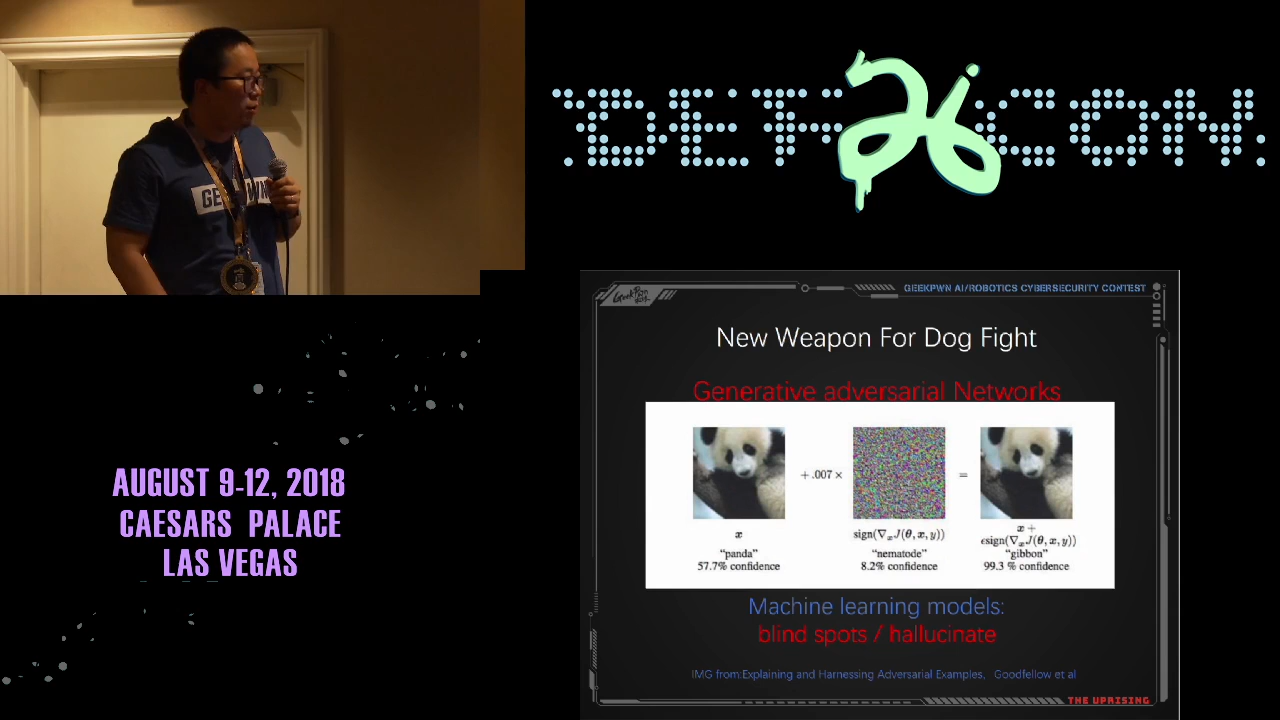 DEF 26 CON
AUGUST 9-12, 2018
CAESARS PALACE
LAS VEGAS
GeekPwn
GEEKPWN AI/ROBOTICS CYBERSECURITY CONTEST
New Weapon For Dog Fight
Generative adversarial Networks
+ .007 ×
=
x
sign(∇ₓJ(θ, x, y))
x +
ϵsign(∇ₓJ(θ, x, y))
“panda”
“nematode”
“gibbon”
57.7% confidence
8.2% confidence
99.3 % confidence
Machine learning models:
blind spots / hallucinate
IMG from:Explaining and Harnessing Adversarial Examples, Goodfellow et al
THE UPRISING